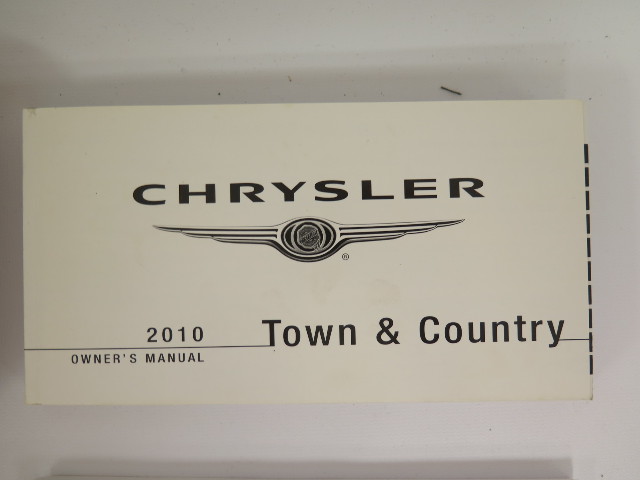 CHRYSLER
®
2010 Town & Country
OWNER'S MANUAL